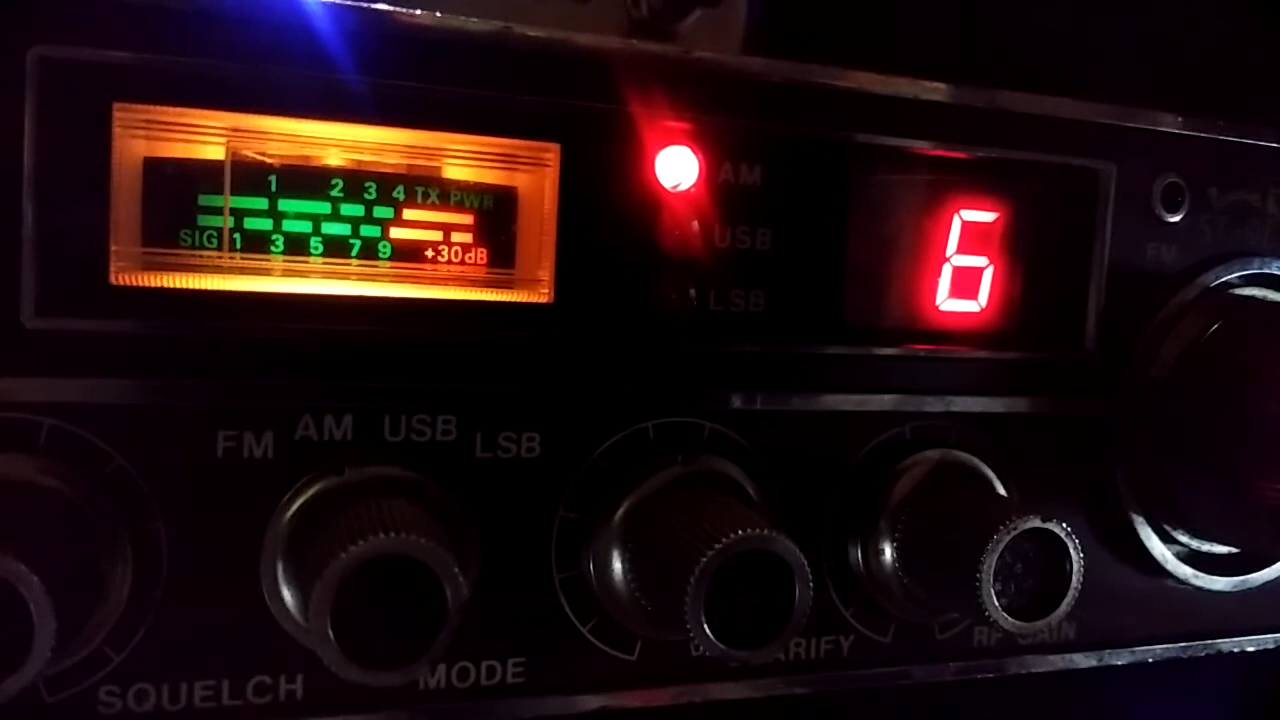 1 2 3 4 TX PWR
SIG 1 3 5 7 9 +30dB
AM
USB
LSB
6
FM
FM AM USB LSB
SQUELCH
MODE
RF GAIN